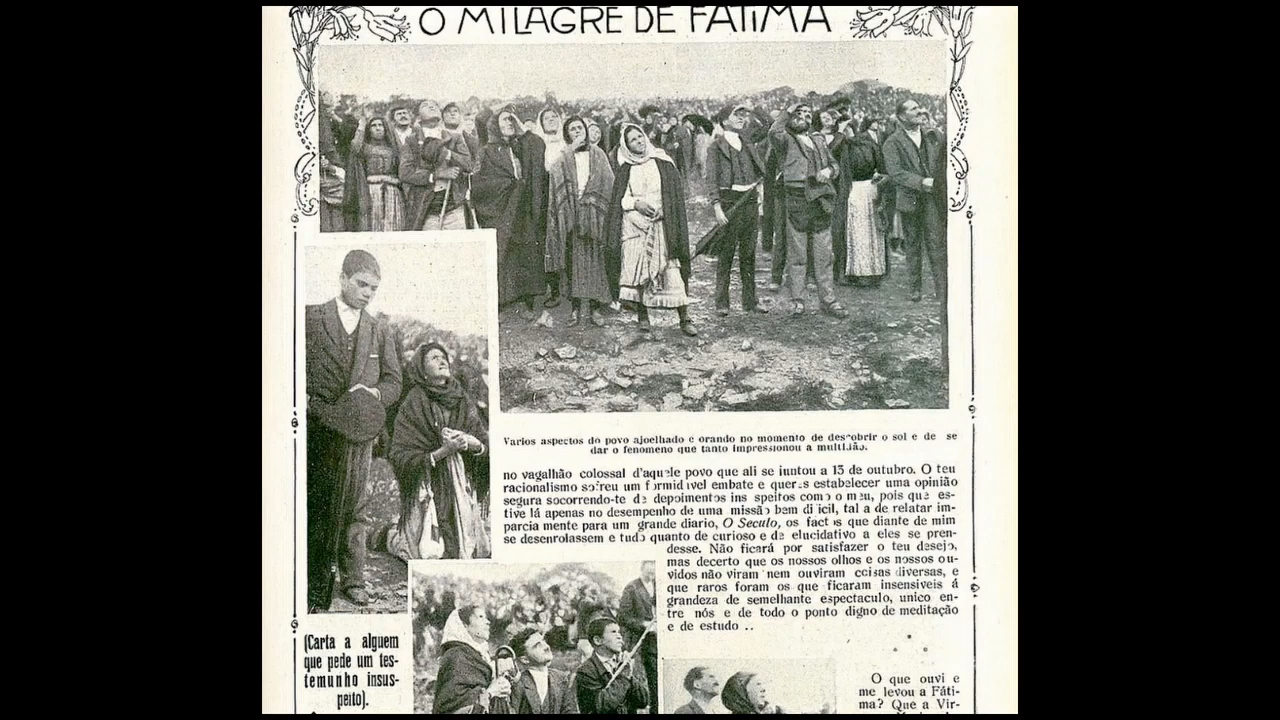 O MILAGRE DE FÁTIMA
Varios aspectos do povo ajoelhado e orando no momento de descobrir o sol e de se
dar o fenomeno que tanto impressionou a multidão.
no vagalhão colossal d'aquele povo que ali se juntou a 13 de outubro. O teu
racionalismo sofreu um formidavel embate e queres estabelecer uma opinião
segura socorrendo-te de depoimentos insuspeitos como o meu, pois que es-
tive lá apenas no desempenho de uma missão bem dificil, tal a de relatar im-
parcialmente para um grande diario, O Seculo, os factos que diante de mim
se desenrolassem e tudo quanto de curioso e de elucidativo a eles se pren-
desse. Não ficará por satisfazer o teu desejo,
mas decerto que os nossos olhos e os nossos ou-
vidos não viram nem ouviram coisas diversas, e
que raros foram os que ficaram insensiveis á
grandeza de semelhante espectaculo, unico en-
tre nós e de todo o ponto digno de meditação
e de estudo ..
(Carta a alguem
que pede um tes-
temunho insus-
peito).
O que ouvi e
me levou a Fáti-
ma? Que a Vir-